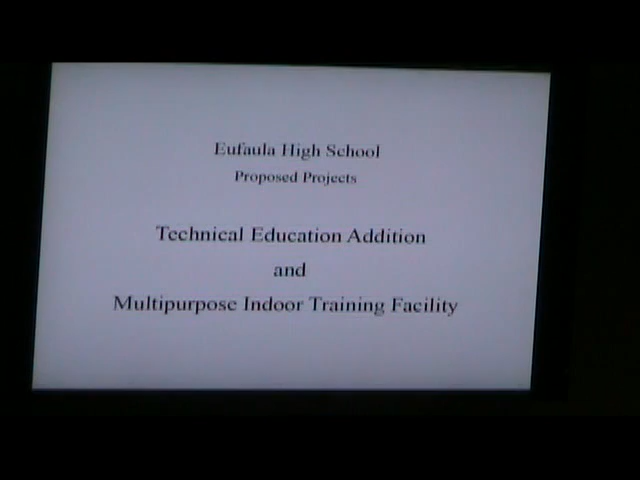 Eufaula High School
Proposed Projects
Technical Education Addition
and
Multipurpose Indoor Training Facility